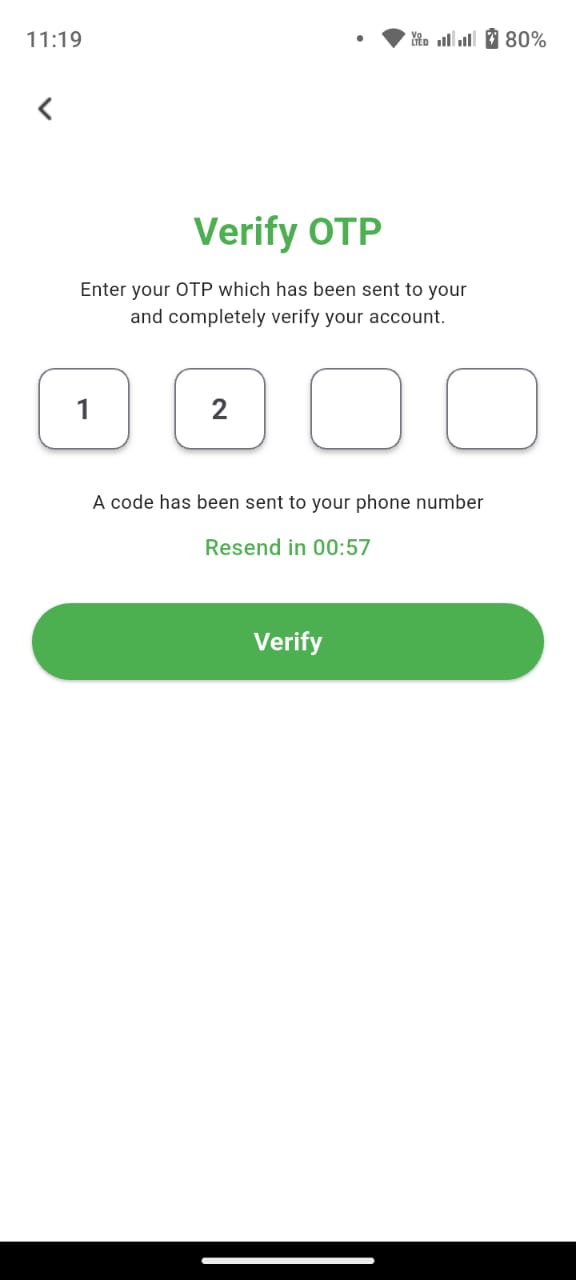 11:19
Vo LTED
80%
Verify OTP
Enter your OTP which has been sent to your
and completely verify your account.
1 2
A code has been sent to your phone number
Resend in 00:57
Verify